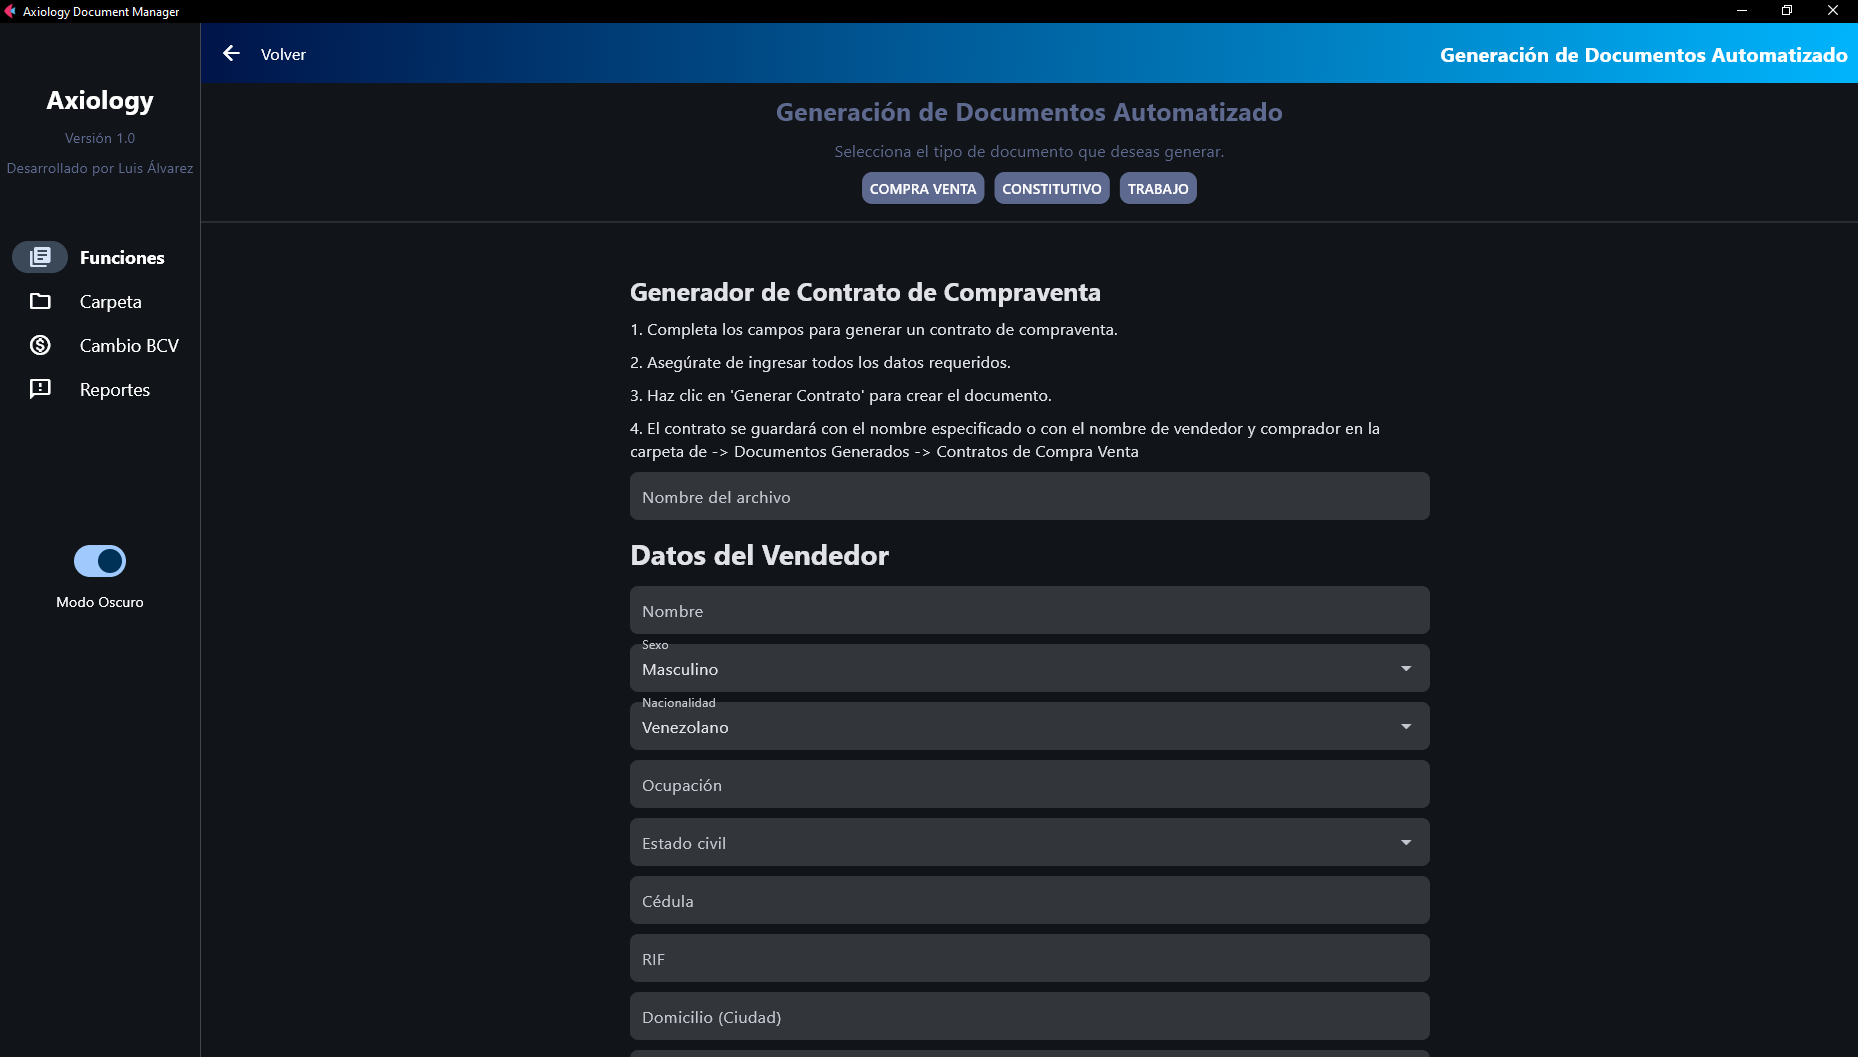 Axiology Document Manager
Volver
Generación de Documentos Automatizado
Axiology
Versión 1.0
Desarrollado por Luis Álvarez
Funciones
Carpeta
Cambio BCV
Reportes
Modo Oscuro
Generación de Documentos Automatizado
Selecciona el tipo de documento que deseas generar.
COMPRA VENTA CONSTITUTIVO TRABAJO
Generador de Contrato de Compraventa
1. Completa los campos para generar un contrato de compraventa.
2. Asegúrate de ingresar todos los datos requeridos.
3. Haz clic en 'Generar Contrato' para crear el documento.
4. El contrato se guardará con el nombre especificado o con el nombre de vendedor y comprador en la
carpeta de -> Documentos Generados -> Contratos de Compra Venta
Nombre del archivo
Datos del Vendedor
Nombre
Sexo
Masculino
Nacionalidad
Venezolano
Ocupación
Estado civil
Cédula
RIF
Domicilio (Ciudad)